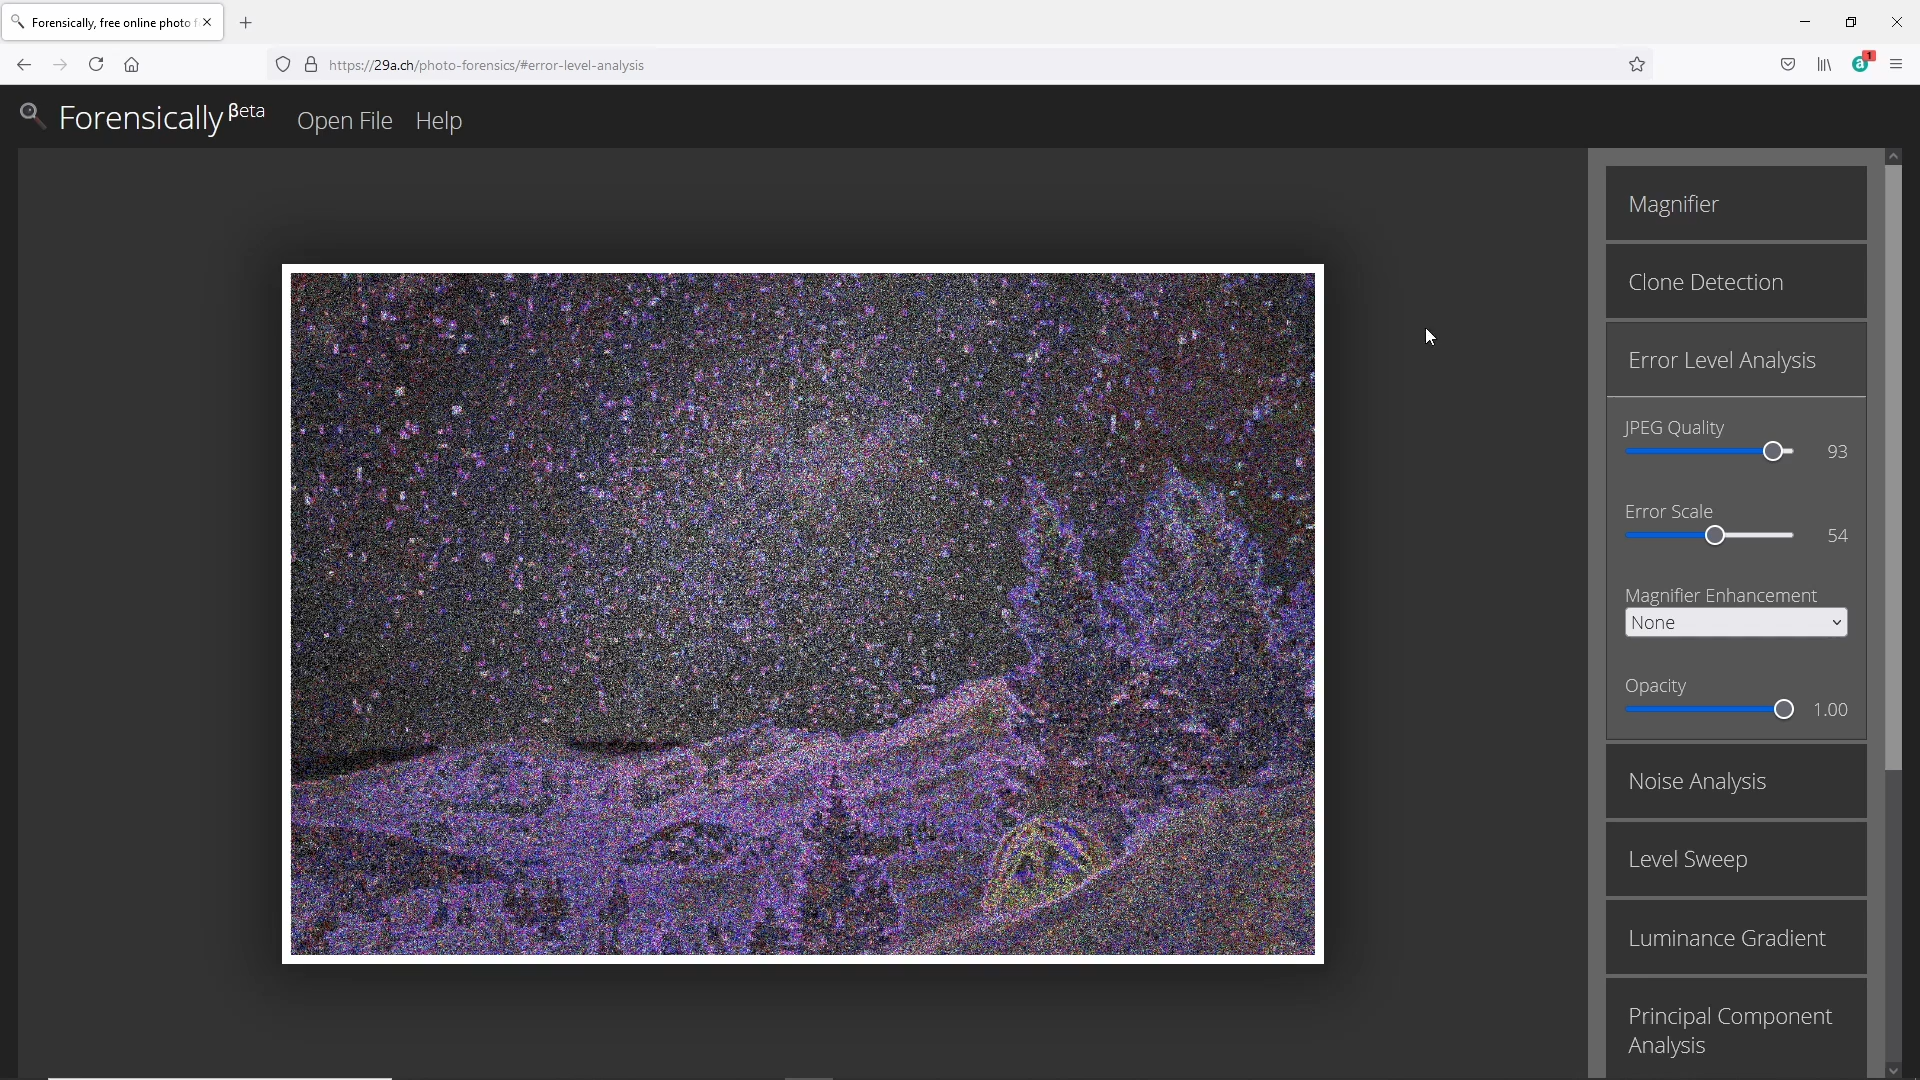 Forensically, free online photo f
https://29a.ch/photo-forensics/#error-level-analysis
a
1
Forensically βeta
Open File
Help
Magnifier
Clone Detection
Error Level Analysis
JPEG Quality
93
Error Scale
54
Magnifier Enhancement
None
Opacity
1.00
Noise Analysis
Level Sweep
Luminance Gradient
Principal Component
Analysis